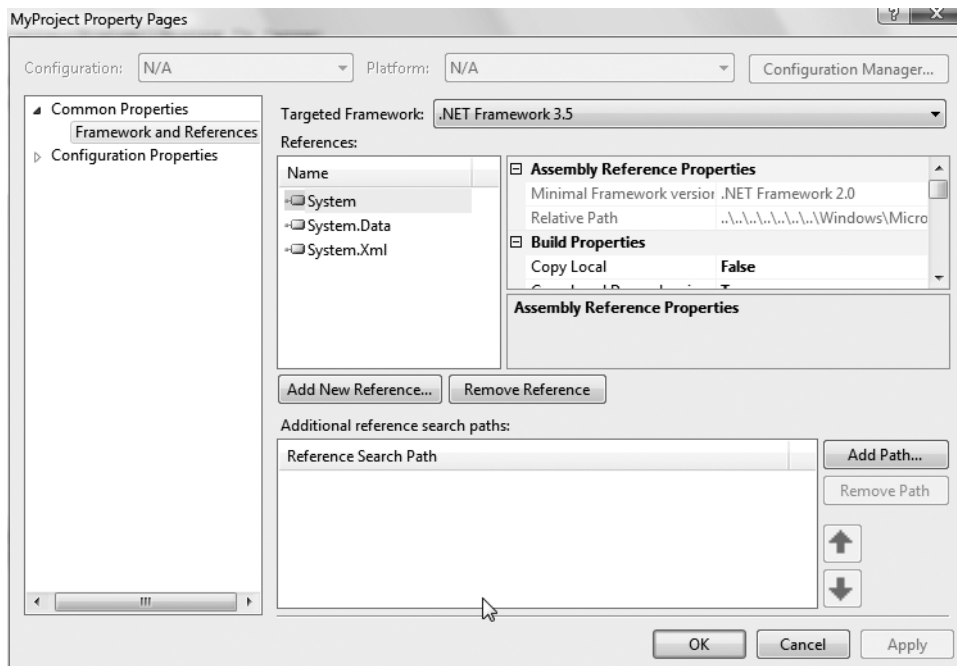 MyProject Property Pages
Configuration: N/A Platform: N/A Configuration Manager...
Common Properties
Framework and References
Configuration Properties
Targeted Framework: .NET Framework 3.5
References:
Name
System
System.Data
System.Xml
Assembly Reference Properties
Minimal Framework version .NET Framework 2.0
Relative Path ..\..\..\..\..\..\..\Windows\Micro
Build Properties
Copy Local False
Assembly Reference Properties
Add New Reference... Remove Reference
Additional reference search paths:
Reference Search Path
Add Path...
Remove Path
OK Cancel Apply